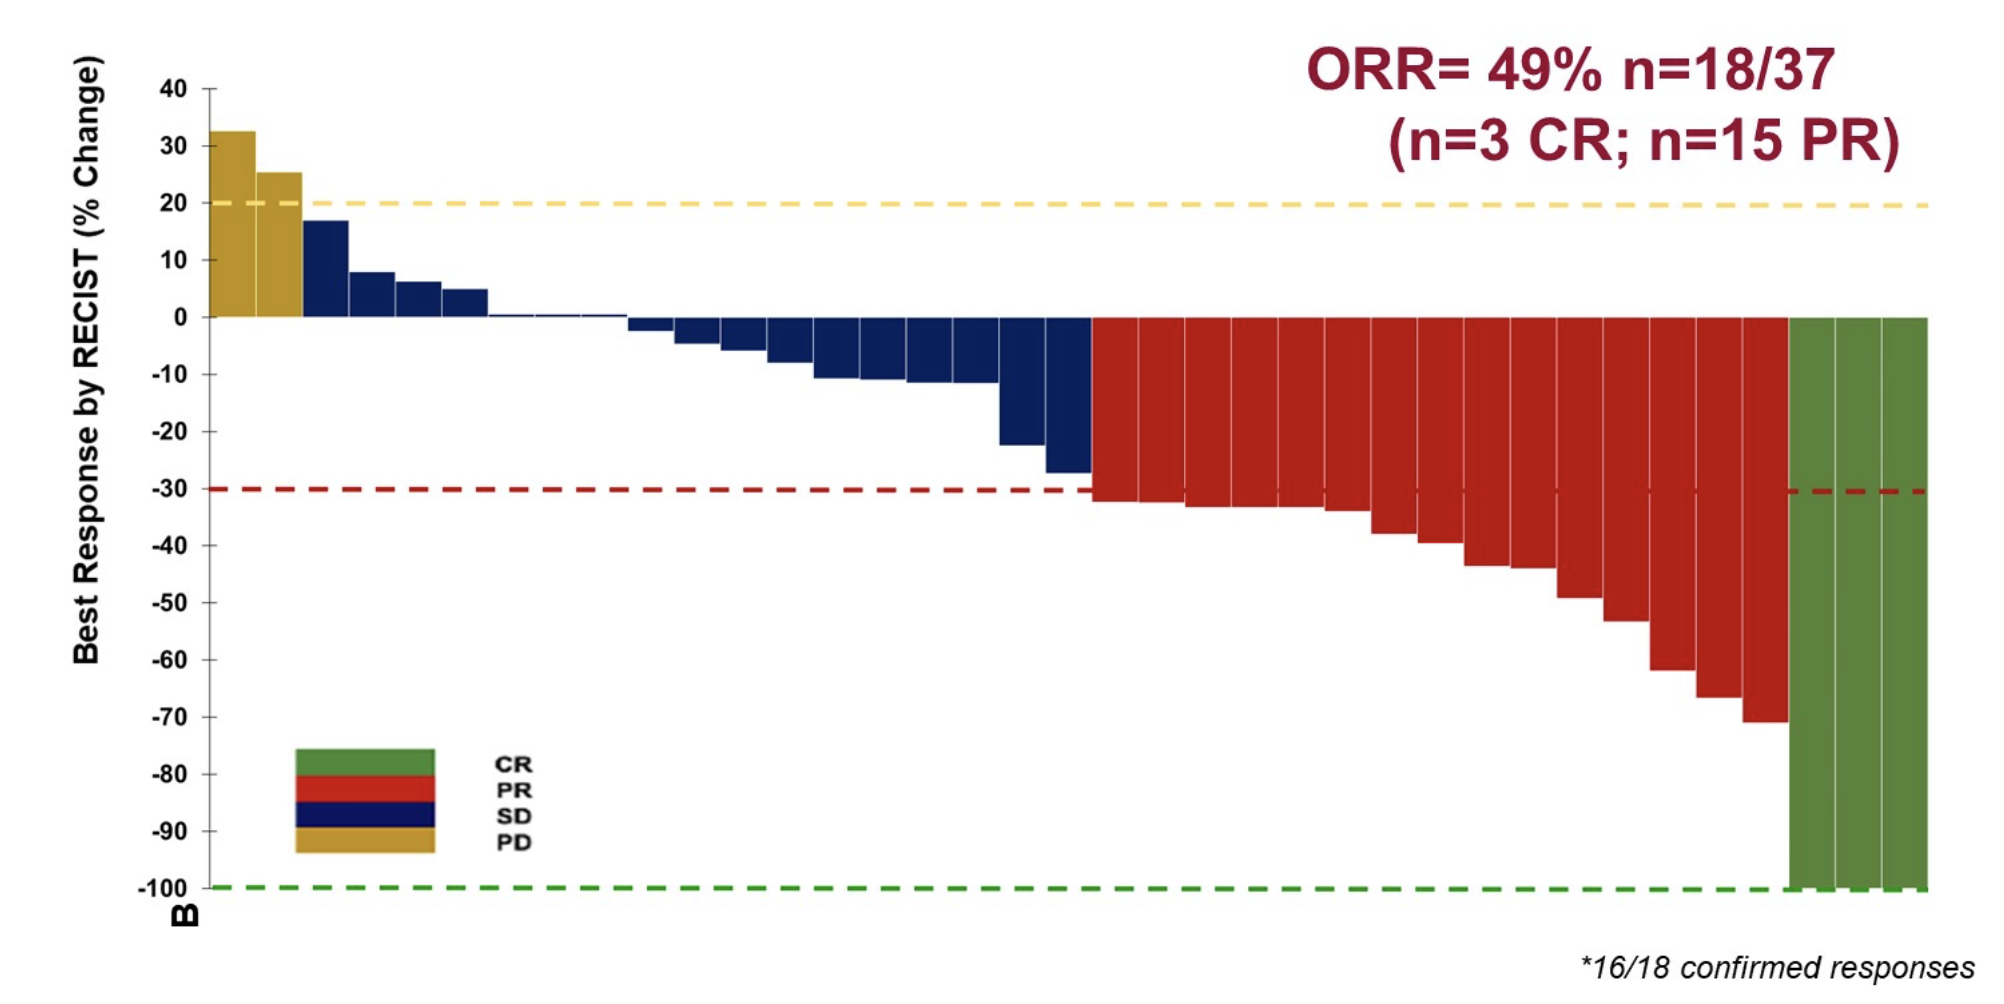 ORR= 49% n=18/37
(n=3 CR; n=15 PR)
Best Response by RECIST (% Change)
40
30
20
10
0
-10
-20
-30
-40
-50
-60
-70
-80
-90
-100
CR
PR
SD
PD
B
*16/18 confirmed responses